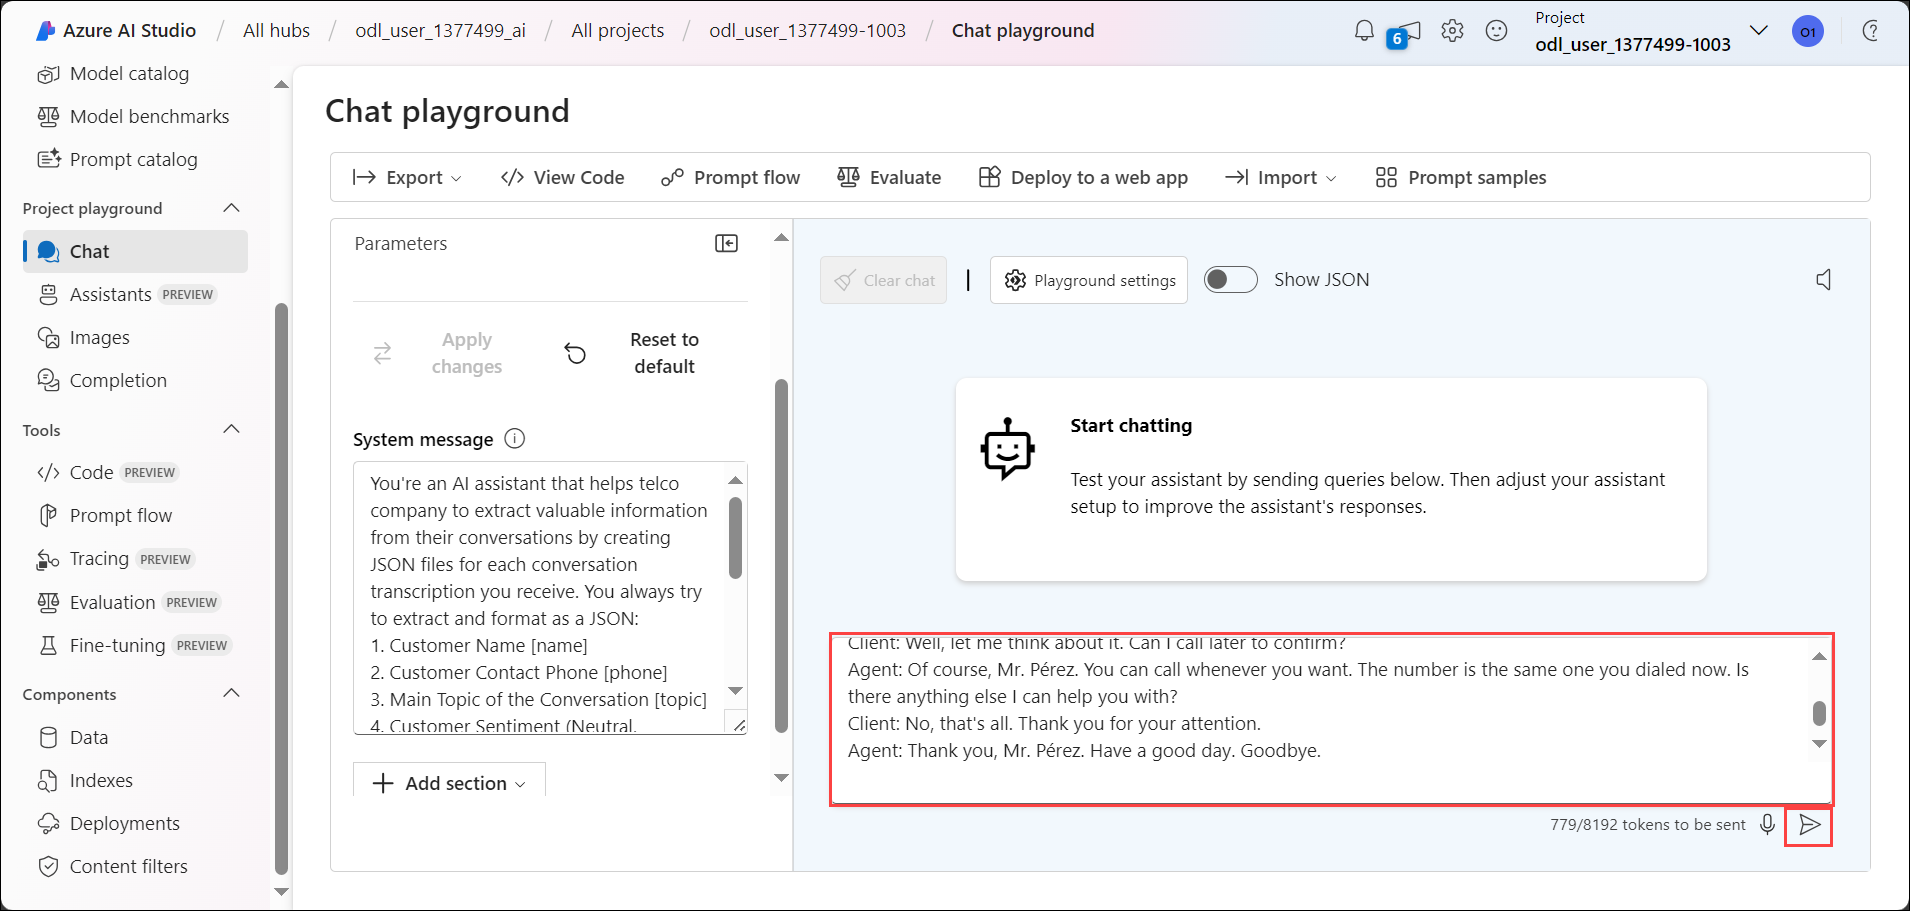 Azure AI Studio / All hubs / odl_user_1377499_ai / All projects / odl_user_1377499-1003 / Chat playground
6
Project
odl_user_1377499-1003
O1
Model catalog
Model benchmarks
Prompt catalog
Project playground
Chat
Assistants PREVIEW
Images
Completion
Tools
Code PREVIEW
Prompt flow
Tracing PREVIEW
Evaluation PREVIEW
Fine-tuning PREVIEW
Components
Data
Indexes
Deployments
Content filters
Chat playground
Export
View Code
Prompt flow
Evaluate
Deploy to a web app
Import
Prompt samples
Parameters
Apply
changes
Reset to
default
System message
You're an AI assistant that helps telco
company to extract valuable information
from their conversations by creating
JSON files for each conversation
transcription you receive. You always try
to extract and format as a JSON:
1. Customer Name [name]
2. Customer Contact Phone [phone]
3. Main Topic of the Conversation [topic]
4. Customer Sentiment (Neutral,
Add section
Clear chat
Playground settings
Show JSON
Start chatting
Test your assistant by sending queries below. Then adjust your assistant
setup to improve the assistant's responses.
Client: Well, let me think about it. Can I call later to confirm?
Agent: Of course, Mr. Pérez. You can call whenever you want. The number is the same one you dialed now. Is
there anything else I can help you with?
Client: No, that's all. Thank you for your attention.
Agent: Thank you, Mr. Pérez. Have a good day. Goodbye.
779/8192 tokens to be sent